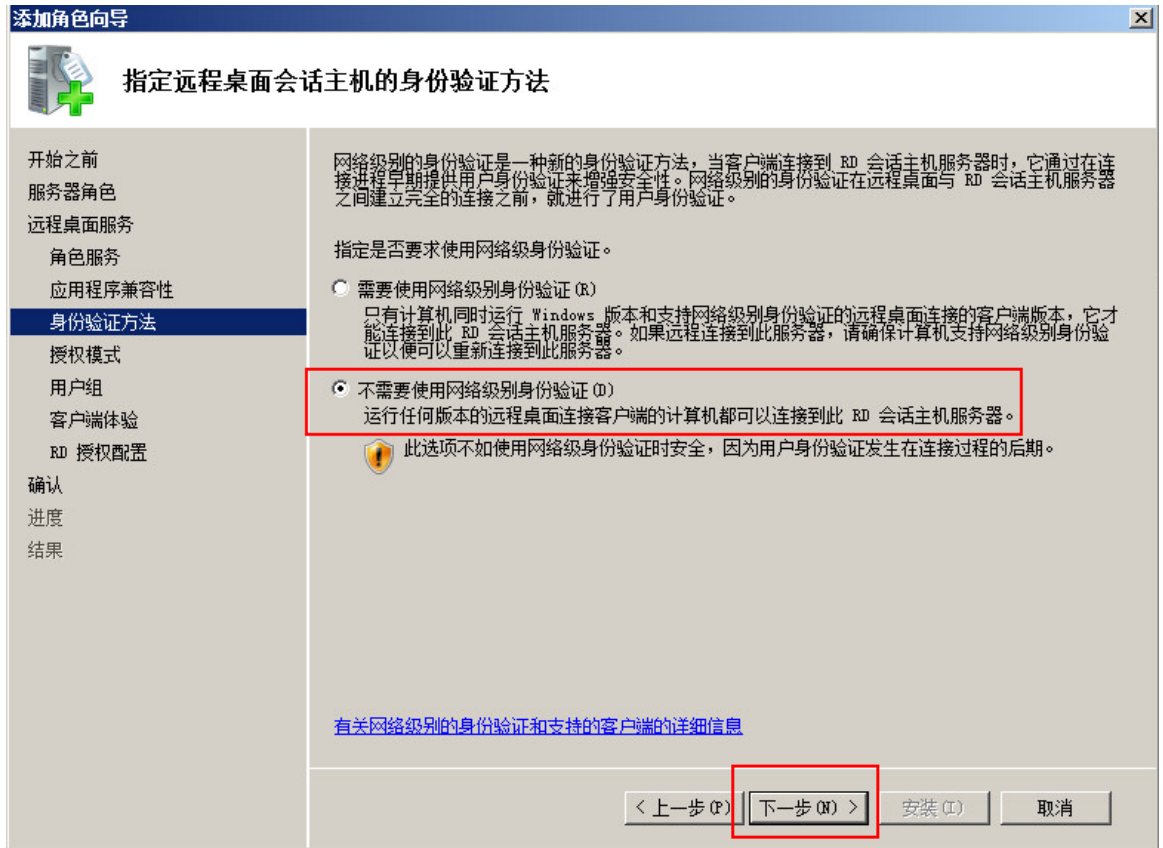 添加角色向导
指定远程桌面会话主机的身份验证方法
开始之前
服务器角色
远程桌面服务
角色服务
应用程序兼容性
身份验证方法
授权模式
用户组
客户端体验
RD 授权配置
确认
进度
结果
网络级别的身份验证是一种新的身份验证方法，当客户端连接到 RD 会话主机服务器时，它通过在连
接进程早期提供用户身份验证来增强安全性。网络级别的身份验证在远程桌面与 RD 会话主机服务器
之间建立完全的连接之前，就进行了用户身份验证。
指定是否要求使用网络级身份验证。
需要使用网络级别身份验证(R)
只有计算机同时运行 Windows 版本和支持网络级别身份验证的远程桌面连接的客户端版本，它才
能连接到此 RD 会话主机服务器。如果远程连接到此服务器，请确保计算机支持网络级别身份验
证以便可以重新连接到此服务器。
不需要使用网络级别身份验证(D)
运行任何版本的远程桌面连接客户端的计算机都可以连接到此 RD 会话主机服务器。
此选项不如使用网络级身份验证时安全，因为用户身份验证发生在连接过程的后期。
有关网络级别的身份验证和支持的客户端的详细信息
< 上一步(P)
下一步(N) >
安装(I)
取消